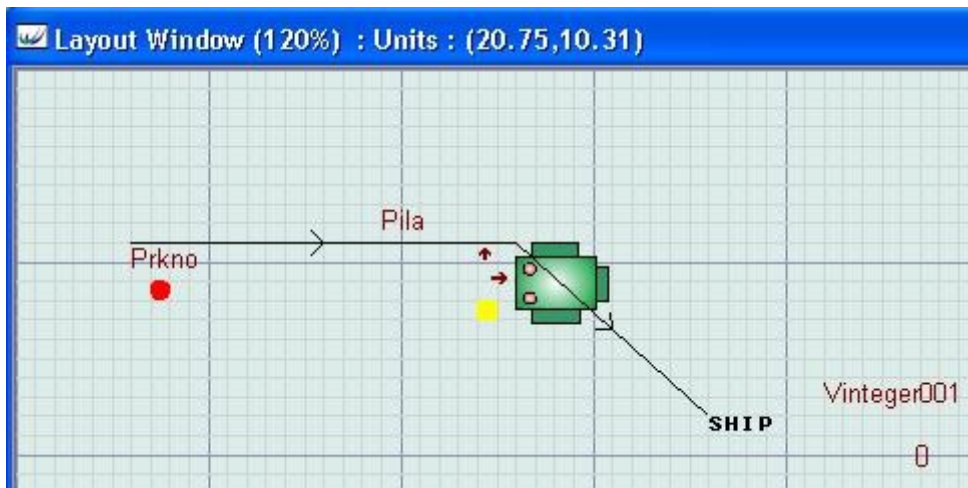 Layout Window (120%) : Units : (20.75,10.31)
Pila
Prkno
Vinteger001
SHIP
0